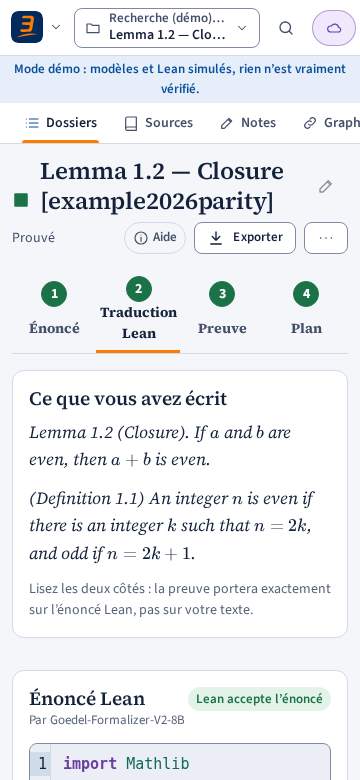 Recherche (démo)…
Lemma 1.2 — Clo…
Mode démo : modèles et Lean simulés, rien n’est vraiment
vérifié.
Dossiers
Sources
Notes
Graph
Lemma 1.2 — Closure
[example2026parity]
Prouvé
Aide
Exporter
...
1
2
3
4
Énoncé
Traduction
Lean
Preuve
Plan
Ce que vous avez écrit
Lemma 1.2 (Closure). If a and b are
even, then a + b is even.
(Definition 1.1) An integer n is even if
there is an integer k such that n = 2k,
and odd if n = 2k + 1.
Lisez les deux côtés : la preuve portera exactement
sur l’énoncé Lean, pas sur votre texte.
Énoncé Lean
Lean accepte l’énoncé
Par Goedel-Formalizer-V2-8B
1 import Mathlib